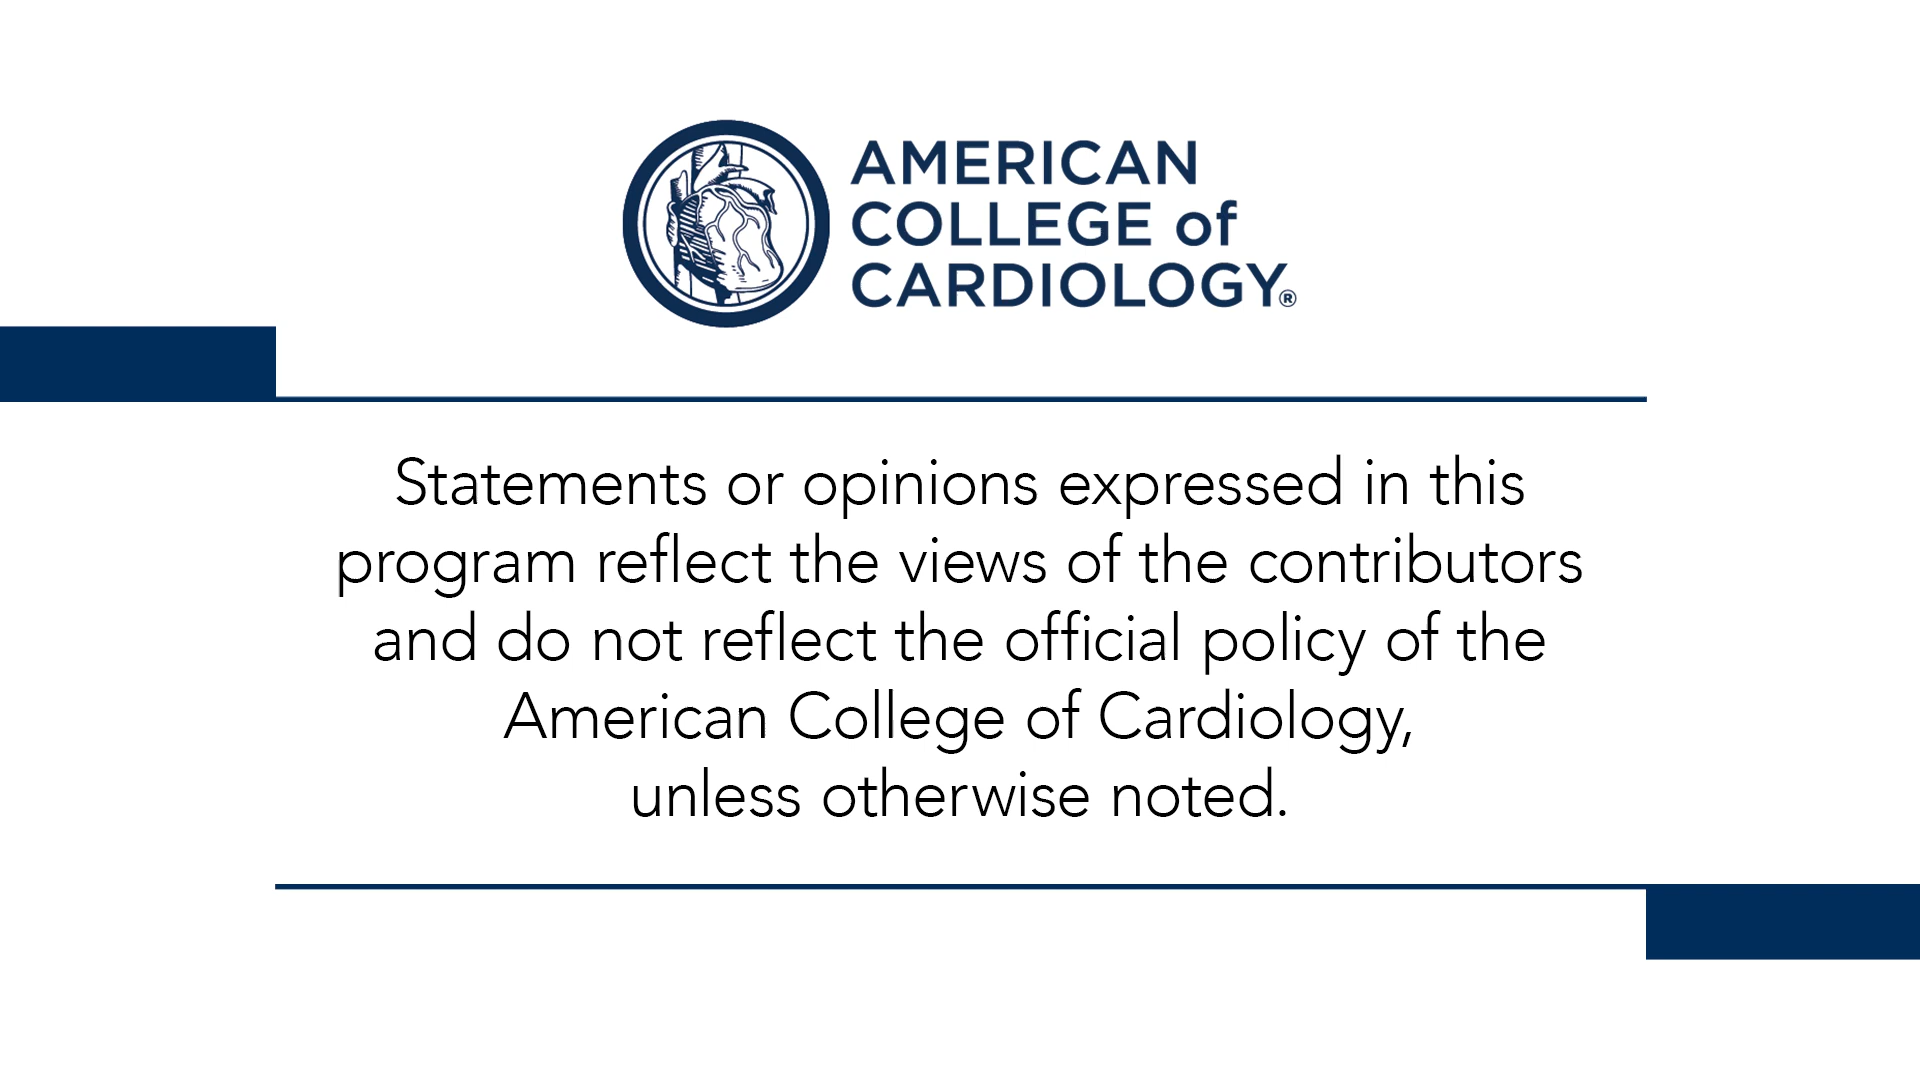 AMERICAN
COLLEGE of
CARDIOLOGY®
Statements or opinions expressed in this
program reflect the views of the contributors
and do not reflect the official policy of the
American College of Cardiology,
unless otherwise noted.